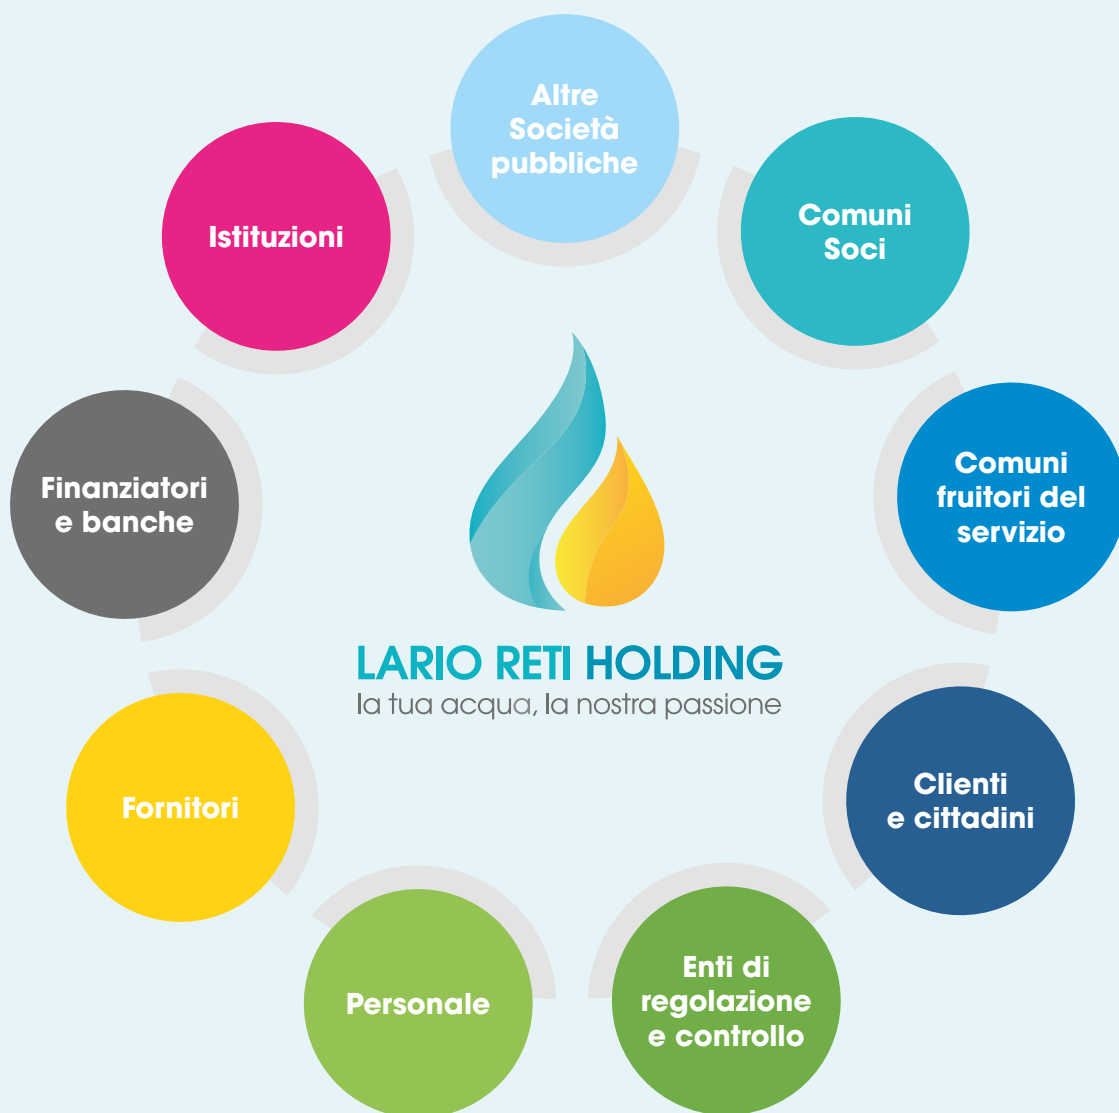 Altre
Società
pubbliche
Comuni
Soci
Comuni
fruitori del
servizio
Clienti
e cittadini
Enti di
regolazione
e controllo
Personale
Fornitori
Finanziatori
e banche
Istituzioni
LARIO RETI HOLDING
la tua acqua, la nostra passione